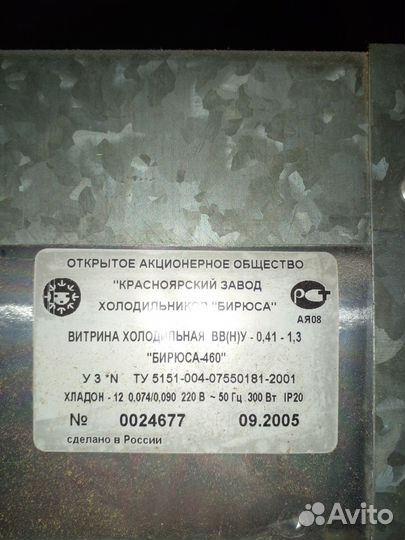 ОТКРЫТОЕ АКЦИОНЕРНОЕ ОБЩЕСТВО
"КРАСНОЯРСКИЙ ЗАВОД
ХОЛОДИЛЬНИКОВ "БИРЮСА"
РСТ
АЯ08
ВИТРИНА ХОЛОДИЛЬНАЯ ВВ(Н)У - 0,41 - 1,3
"БИРЮСА-460"
У 3 *N ТУ 5151-004-07550181-2001
ХЛАДОН - 12 0,074/0,090 220 В ~ 50 Гц 300 Вт IP20
№ 0024677 09.2005
сделано в России
Avito